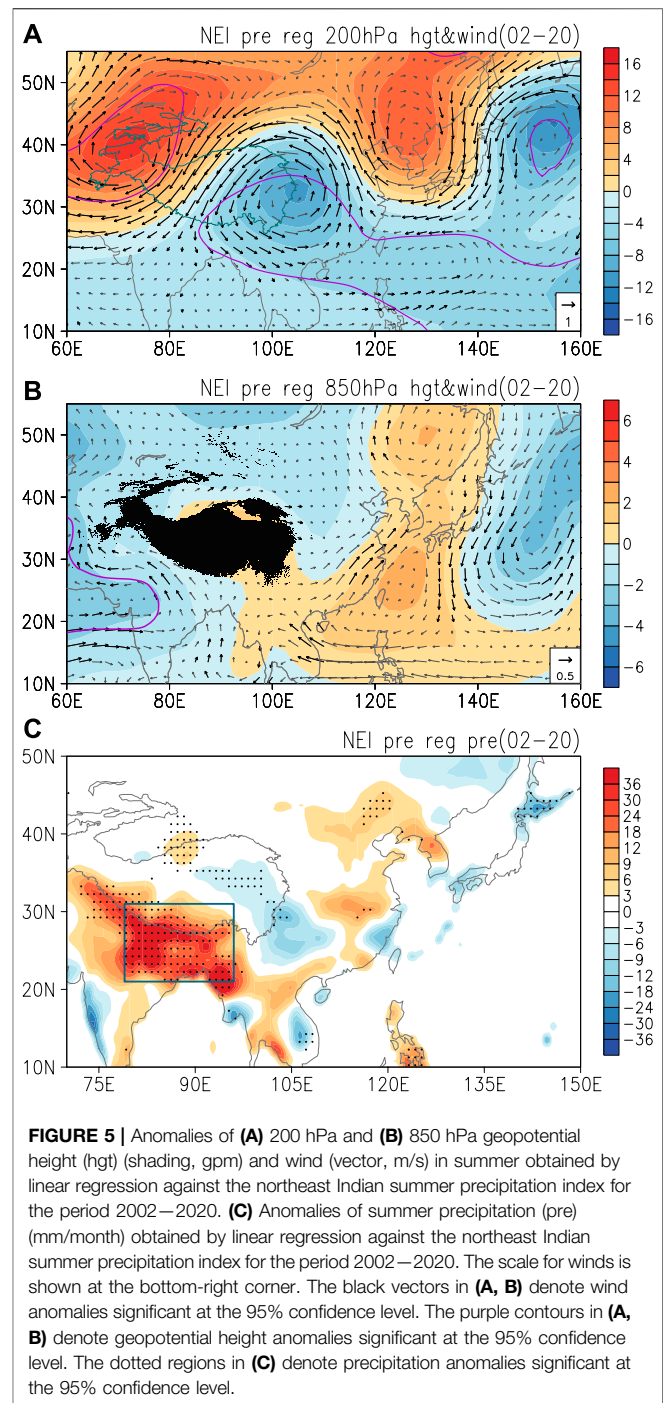 A
NEI pre reg 200hPa hgt&wind(02-20)
50N
40N
30N
20N
10N
60E 80E 100E 120E 140E 160E
1
16
12
8
4
0
-4
-8
-12
-16
B
NEI pre reg 850hPa hgt&wind(02-20)
50N
40N
30N
20N
10N
60E 80E 100E 120E 140E 160E
0.5
6
4
2
0
-2
-4
-6
C
NEI pre reg pre(02-20)
50N
40N
30N
20N
10N
75E 90E 105E 120E 135E 150E
36
30
24
18
12
9
6
3
0
-3
-6
-9
-12
-18
-24
-30
-36
FIGURE 5 | Anomalies of (A) 200 hPa and (B) 850 hPa geopotential
height (hgt) (shading, gpm) and wind (vector, m/s) in summer obtained by
linear regression against the northeast Indian summer precipitation index for
the period 2002—2020. (C) Anomalies of summer precipitation (pre)
(mm/month) obtained by linear regression against the northeast Indian
summer precipitation index for the period 2002—2020. The scale for winds is
shown at the bottom-right corner. The black vectors in (A, B) denote wind
anomalies significant at the 95% confidence level. The purple contours in (A,
B) denote geopotential height anomalies significant at the 95% confidence
level. The dotted regions in (C) denote precipitation anomalies significant at
the 95% confidence level.